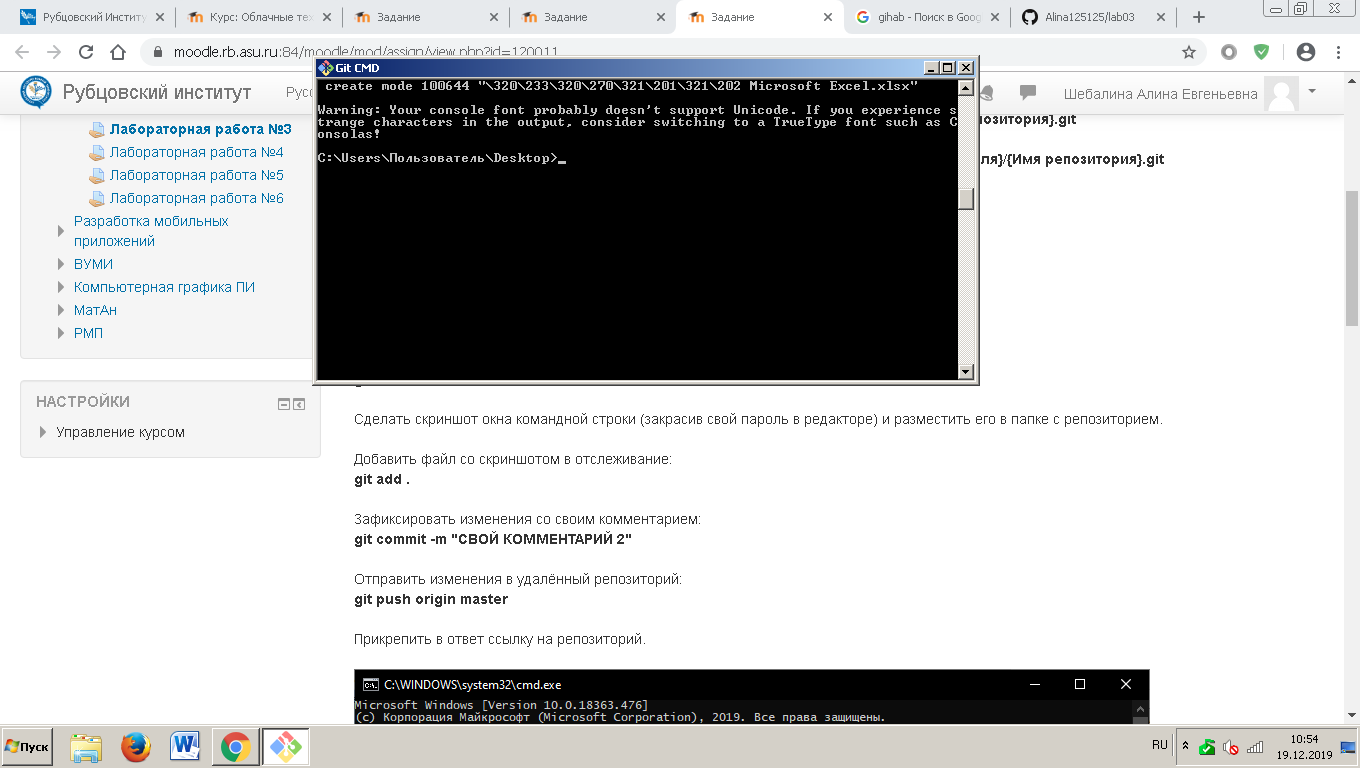 Рубцовский Институт
Курс: Облачные тех
Задание
Задание
Задание
gihab - Поиск в Goog
Alina125125/lab03
moodle.rb.asu.ru:84/moodle/mod/assign/view.php?id=120011
Рубцовский институт
Русс
Шебалина Алина Евгеньевна
Git CMD
create mode 100644 "\320\233\320\270\321\201\321\202 Microsoft Excel.xlsx"
Warning: Your console font probably doesn't support Unicode. If you experience s
trange characters in the output, consider switching to a TrueType font such as C
onsolas!
C:\Users\Пользователь\Desktop>_
позитория}.git
ля}/{Имя репозитория}.git
Лабораторная работа №3
Лабораторная работа №4
Лабораторная работа №5
Лабораторная работа №6
Разработка мобильных
приложений
ВУМИ
Компьютерная графика ПИ
МатАн
РМП
НАСТРОЙКИ
Управление курсом
Сделать скриншот окна командной строки (закрасив свой пароль в редакторе) и разместить его в папке с репозиторием.
Добавить файл со скриншотом в отслеживание:
git add .
Зафиксировать изменения со своим комментарием:
git commit -m "СВОЙ КОММЕНТАРИЙ 2"
Отправить изменения в удалённый репозиторий:
git push origin master
Прикрепить в ответ ссылку на репозиторий.
C:\WINDOWS\system32\cmd.exe
Microsoft Windows [Version 10.0.18363.476]
(c) Корпорация Майкрософт (Microsoft Corporation), 2019. Все права защищены.
Пуск
RU
10:54
19.12.2019